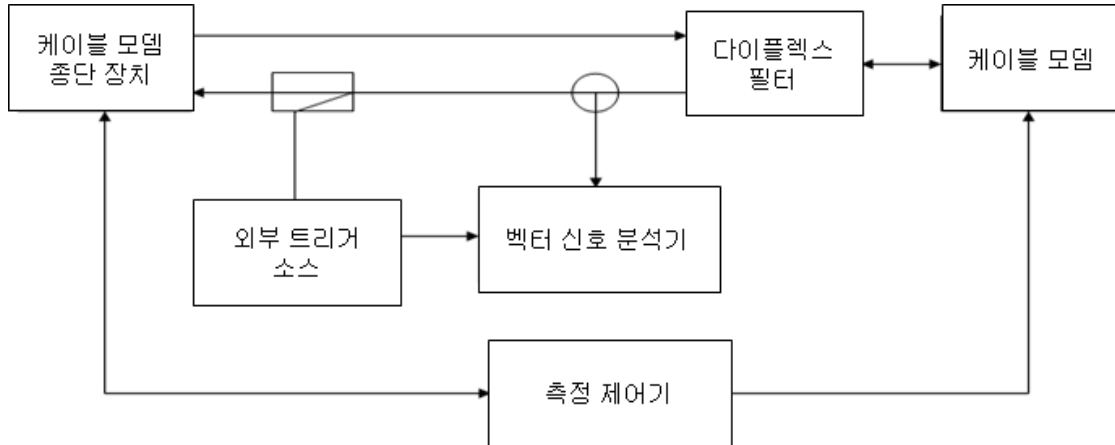 케이블 모뎀
종단 장치
다이플렉스
필터
케이블 모뎀
외부 트리거
소스
벡터 신호 분석기
측정 제어기